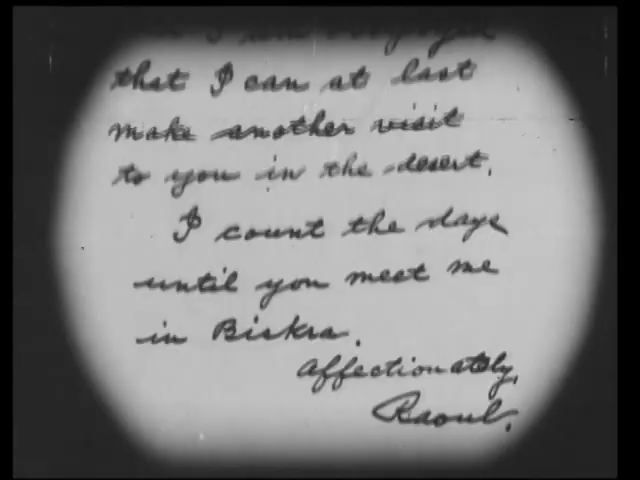 that I can at last
make another visit
to you in the desert.
I count the days
until you meet me
in Biskra.
Affectionately,
Raoul.